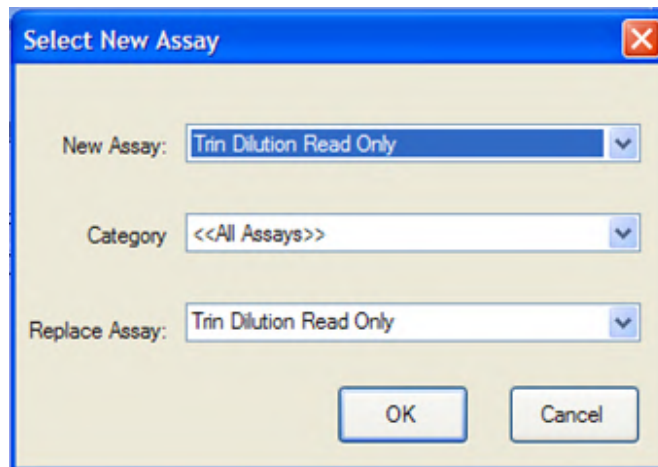 Select New Assay
New Assay: Trin Dilution Read Only
Category <<All Assays>>
Replace Assay: Trin Dilution Read Only
OK Cancel